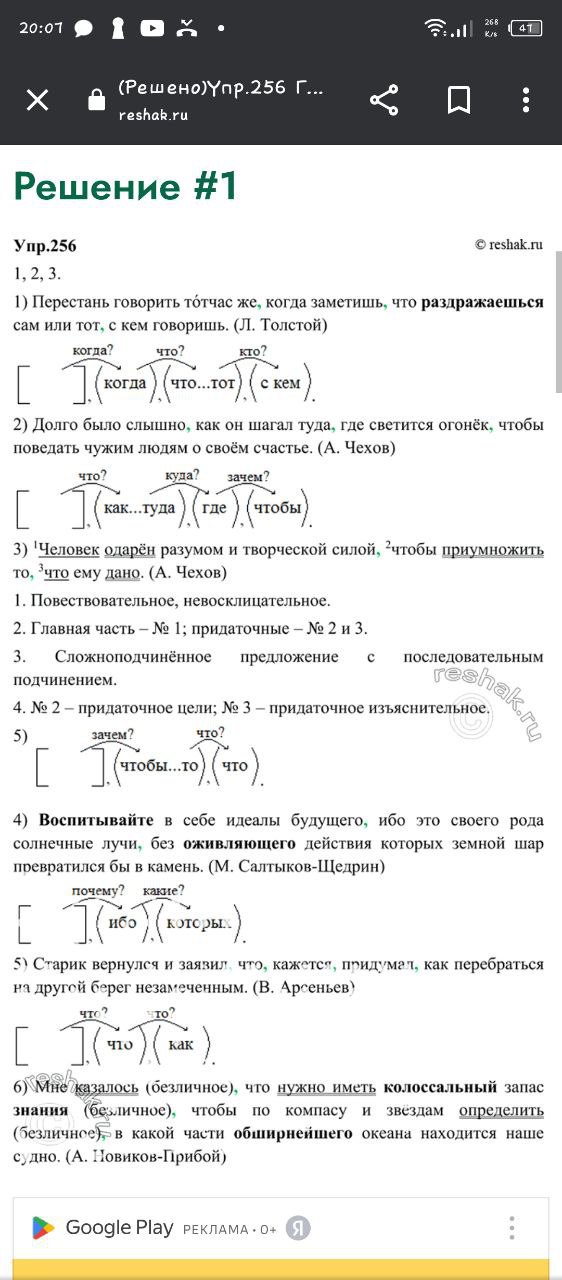 20:07
268 K/s
41
(Решено)Упр.256 Г...
reshak.ru
Решение #1
Упр.256
© reshak.ru
1, 2, 3.
1) Перестань говорить то́тчас же, когда заметишь, что раздражаешься
сам или тот, с кем говоришь. (Л. Толстой)
когда? что? кто?
[ ], (когда), (что...тот), (с кем).
2) Долго было слышно, как он шагал туда, где светится огонёк, чтобы
поведать чужим людям о своём счастье. (А. Чехов)
что? куда? зачем?
[ ], (как...туда), (где), (чтобы).
3) ¹Человек одарён разумом и творческой силой, ²чтобы приумножить
то, ³что ему дано. (А. Чехов)
1. Повествовательное, невосклицательное.
2. Главная часть – № 1; придаточные – № 2 и 3.
3. Сложноподчинённое предложение с последовательным
подчинением.
4. № 2 – придаточное цели; № 3 – придаточное изъяснительное.
reshak.ru
©
зачем? что?
5) [ ], (чтобы...то), (что).
4) Воспитывайте в себе идеалы будущего, ибо это своего рода
солнечные лучи, без оживляющего действия которых земной шар
превратился бы в камень. (М. Салтыков-Щедрин)
почему? какие?
[ ], (ибо), (которых).
5) Старик вернулся и заявил, что, кажется, придумал, как перебраться
на другой берег незамеченным. (В. Арсеньев)
что? что?
[ ], (что), (как).
6) Мне казалось (безличное), что нужно иметь колоссальный запас
знания (безличное), чтобы по компасу и звёздам определить
(безличное), в какой части обширнейшего океана находится наше
судно. (А. Новиков-Прибой)
reshak.ru
©
Google Play РЕКЛАМА • 0+ Я